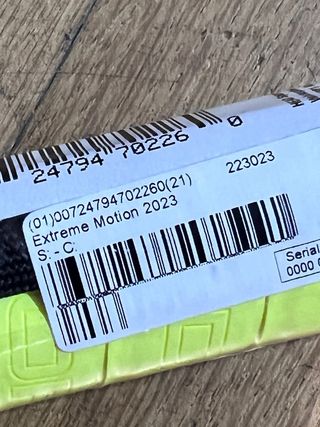 24794 70226 0
(01)00724794702260(21)
223023
Extreme Motion 2023
S: - C:
Serial
0000